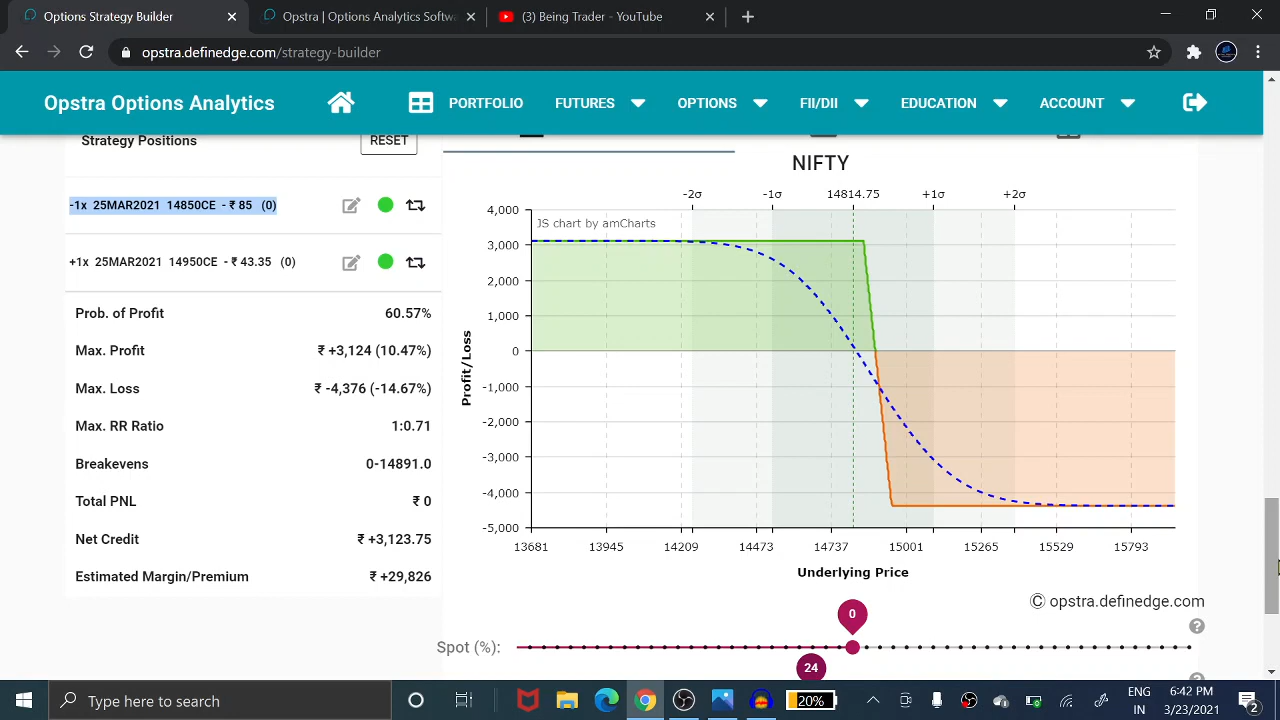 Options Strategy Builder
Opstra | Options Analytics Softwa
(3) Being Trader - YouTube
opstra.definedge.com/strategy-builder
Opstra Options Analytics
PORTFOLIO
FUTURES
OPTIONS
FII/DII
EDUCATION
ACCOUNT
Strategy Positions
RESET
-1x 25MAR2021 14850CE - ₹ 85 (0)
+1x 25MAR2021 14950CE - ₹ 43.35 (0)
Prob. of Profit 60.57%
Max. Profit ₹ +3,124 (10.47%)
Max. Loss ₹ -4,376 (-14.67%)
Max. RR Ratio 1:0.71
Breakevens 0-14891.0
Total PNL ₹ 0
Net Credit ₹ +3,123.75
Estimated Margin/Premium ₹ +29,826
NIFTY
-2σ -1σ 14814.75 +1σ +2σ
JS chart by amCharts
4,000
3,000
2,000
1,000
0
-1,000
-2,000
-3,000
-4,000
-5,000
Profit/Loss
13681 13945 14209 14473 14737 15001 15265 15529 15793
Underlying Price
© opstra.definedge.com
?
0
Spot (%):
24
Type here to search
20%
ENG
IN
6:42 PM
3/23/2021
2